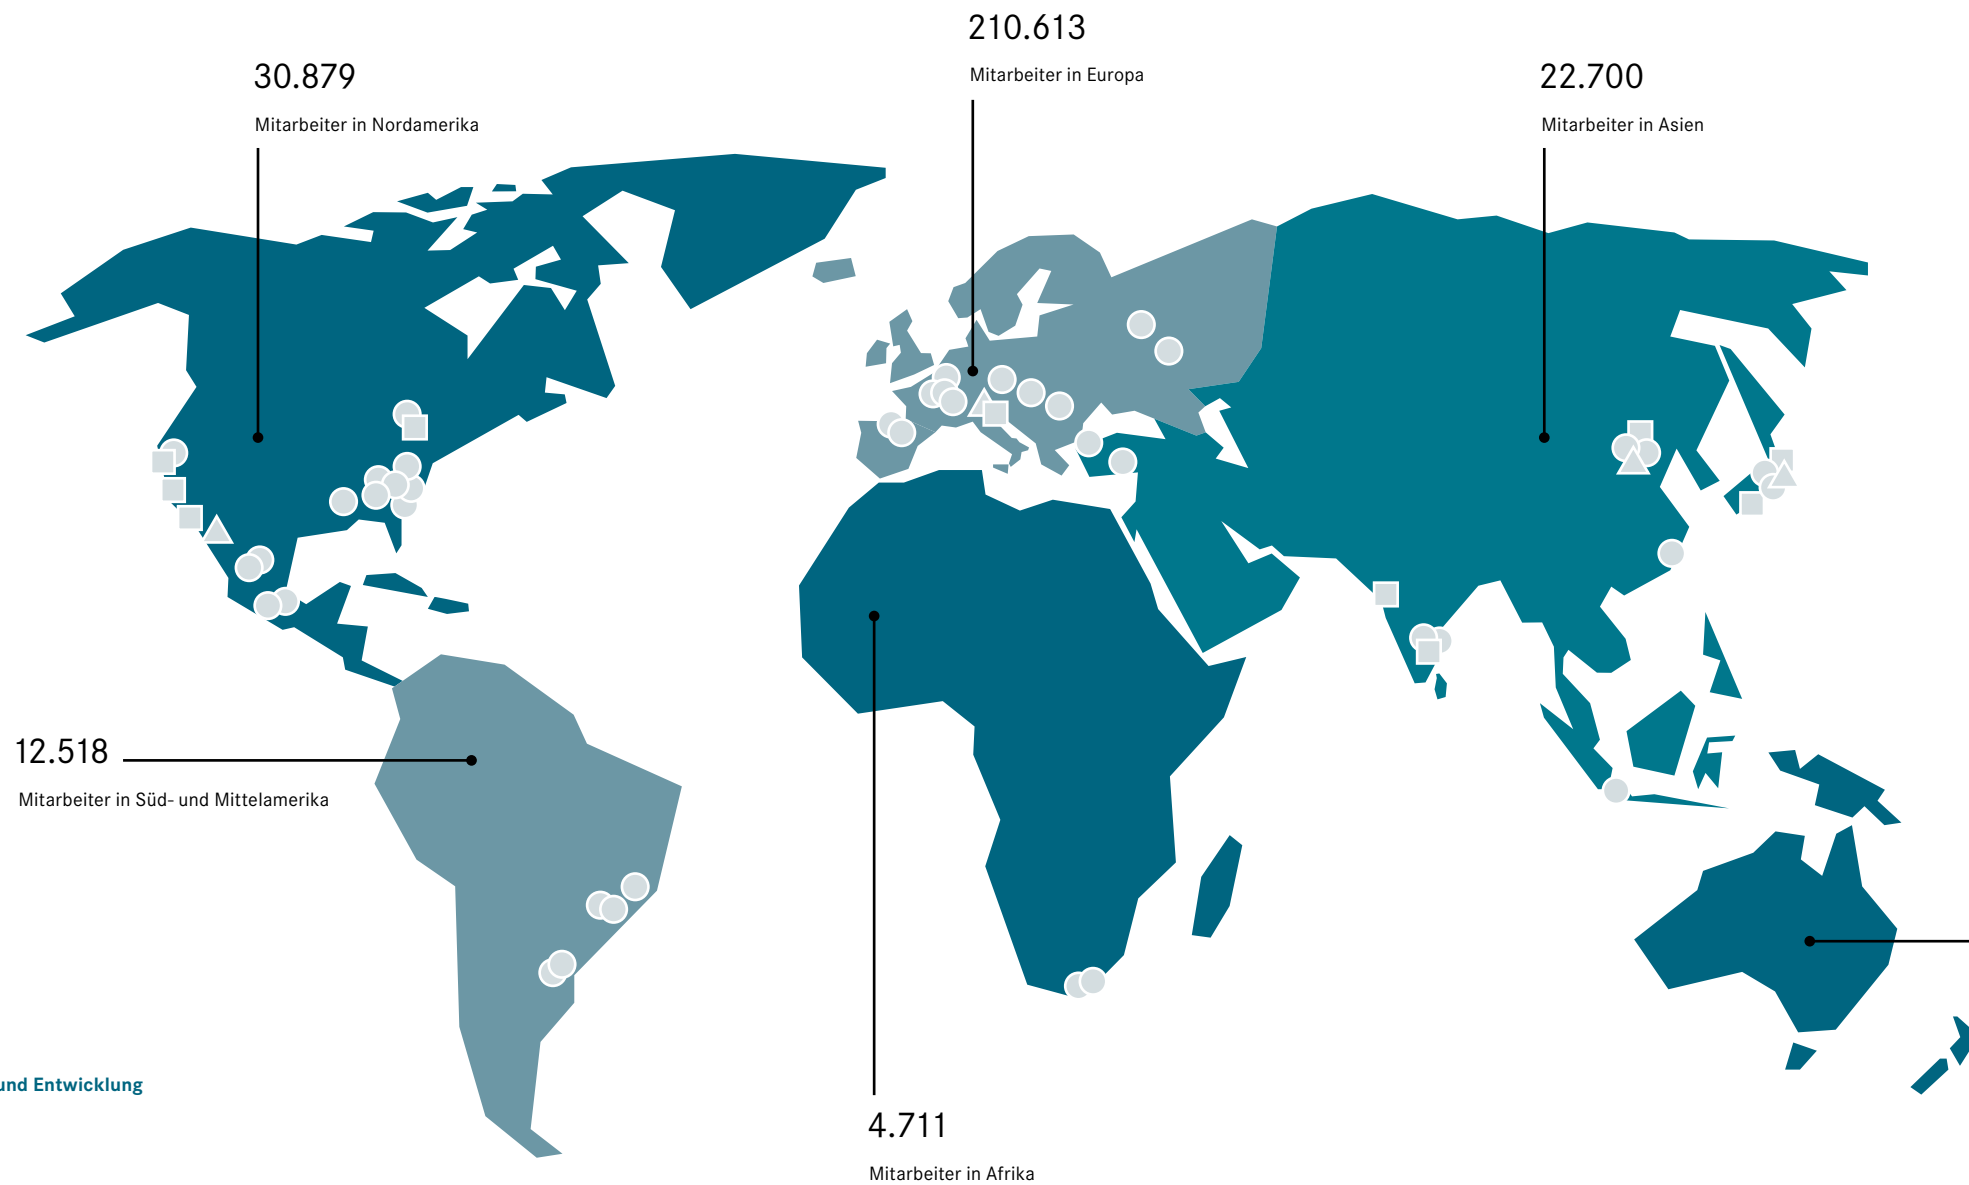 210.613
Mitarbeiter in Europa
30.879
Mitarbeiter in Nordamerika
22.700
Mitarbeiter in Asien
12.518
Mitarbeiter in Süd- und Mittelamerika
und Entwicklung
4.711
Mitarbeiter in Afrika